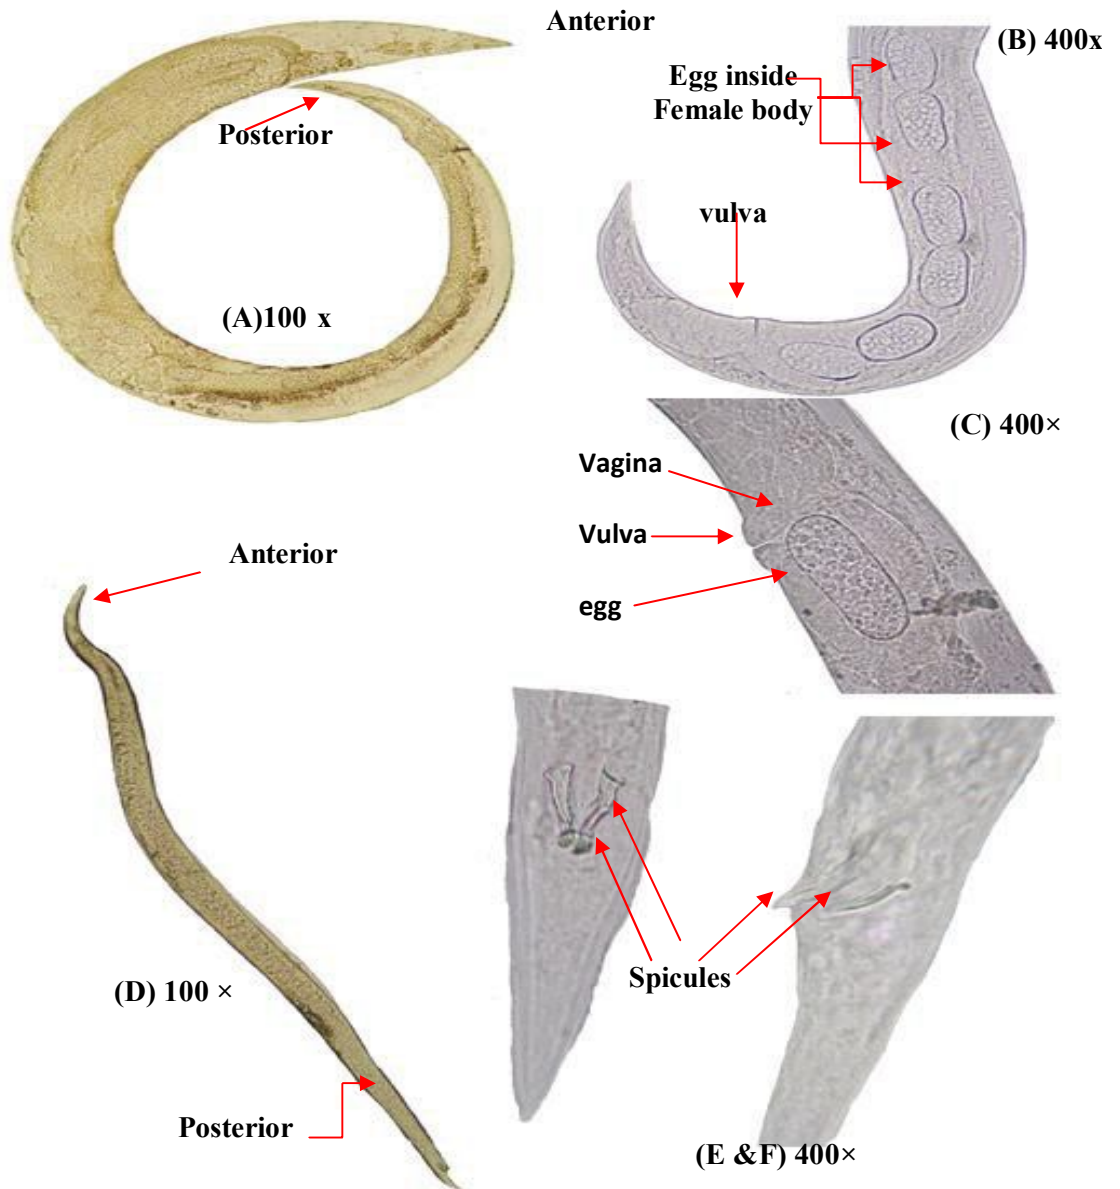 Anterior
(B) 400x
Egg inside
Female body
Posterior
vulva
(A)100 x
(C) 400×
Vagina
Vulva
egg
Anterior
Spicules
(D) 100 ×
Posterior
(E &F) 400×